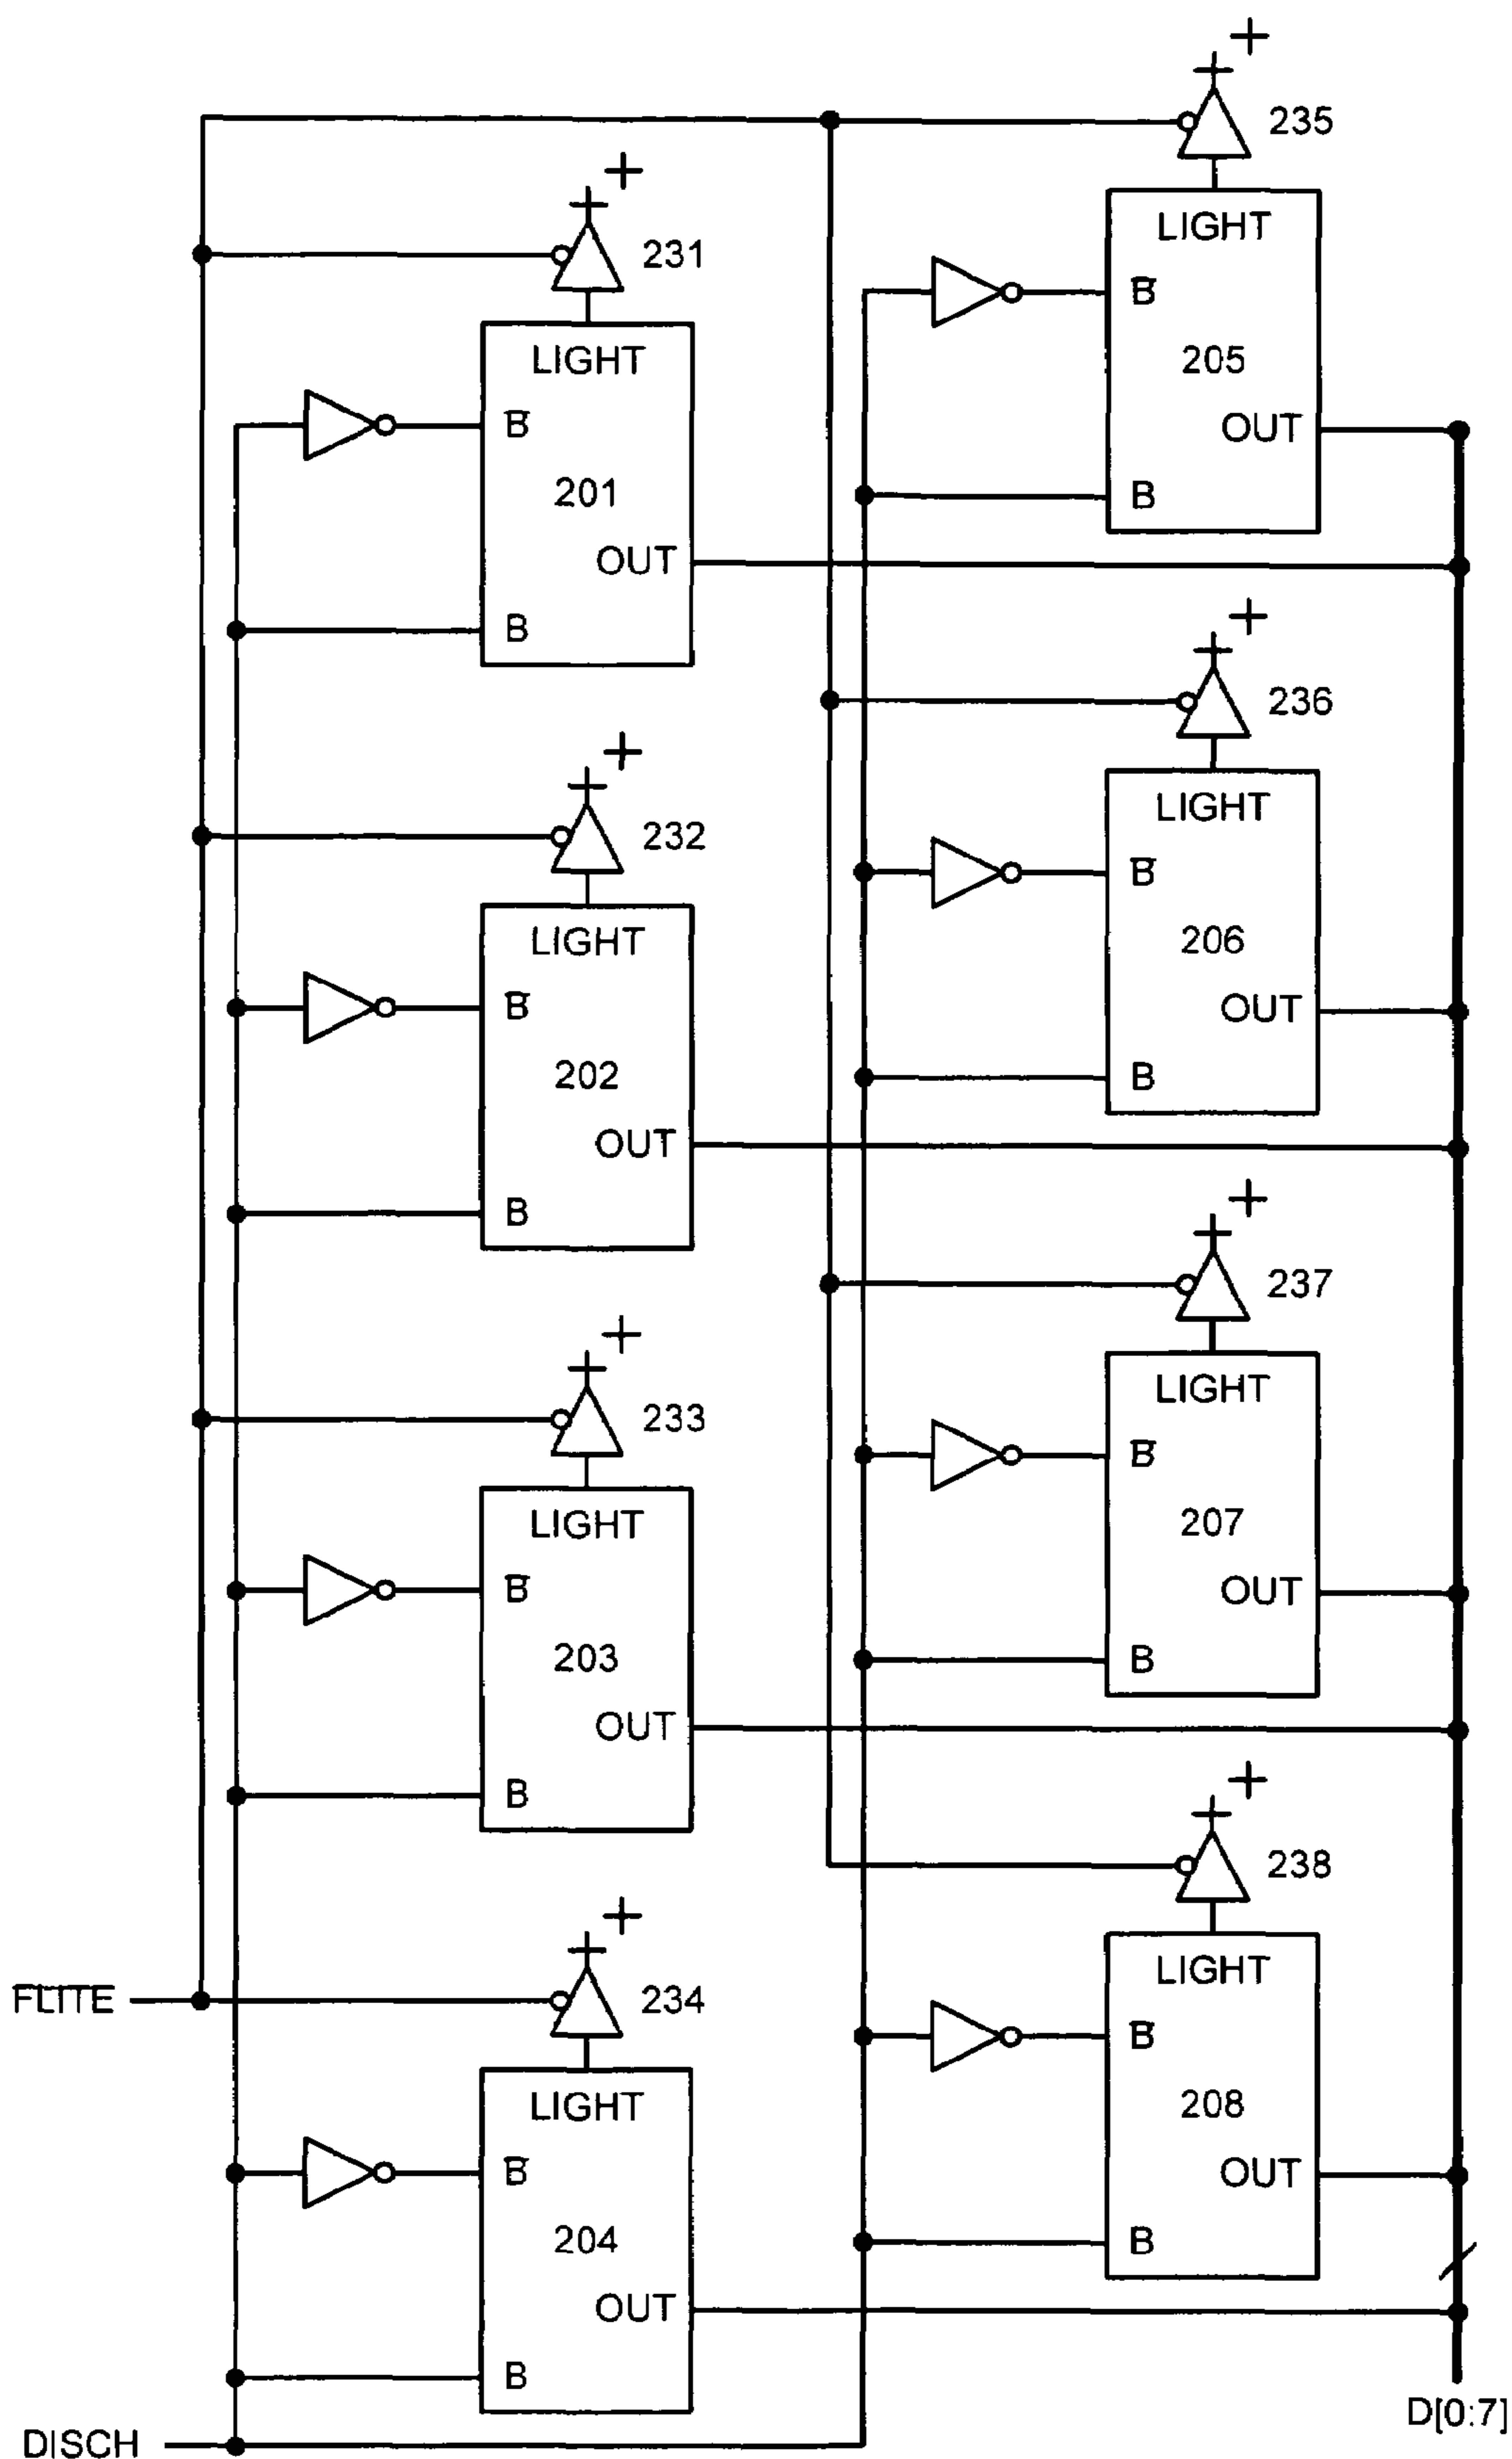 +
235
LIGHT
B̅
205
OUT
B
+
231
LIGHT
B̅
201
OUT
B
+
236
LIGHT
B̅
206
OUT
B
+
232
LIGHT
B̅
202
OUT
B
+
237
LIGHT
B̅
207
OUT
B
+
233
LIGHT
B̅
203
OUT
B
+
238
LIGHT
B̅
208
OUT
B
+
234
F̅L̅I̅T̅E̅
LIGHT
B̅
204
OUT
B
DISCH
D[0:7]